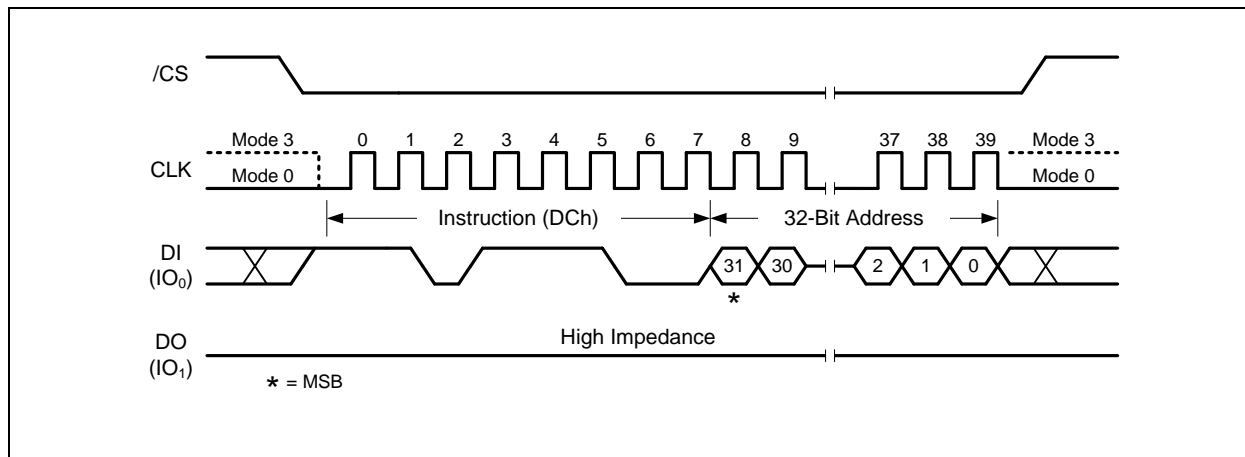 /CS
Mode 3 0 1 2 3 4 5 6 7 8 9 37 38 39 Mode 3
CLK Mode 0 Mode 0
Instruction (DCh) 32-Bit Address
DI
(IO₀)
31 30 2 1 0
*
High Impedance
DO
(IO₁)
* = MSB